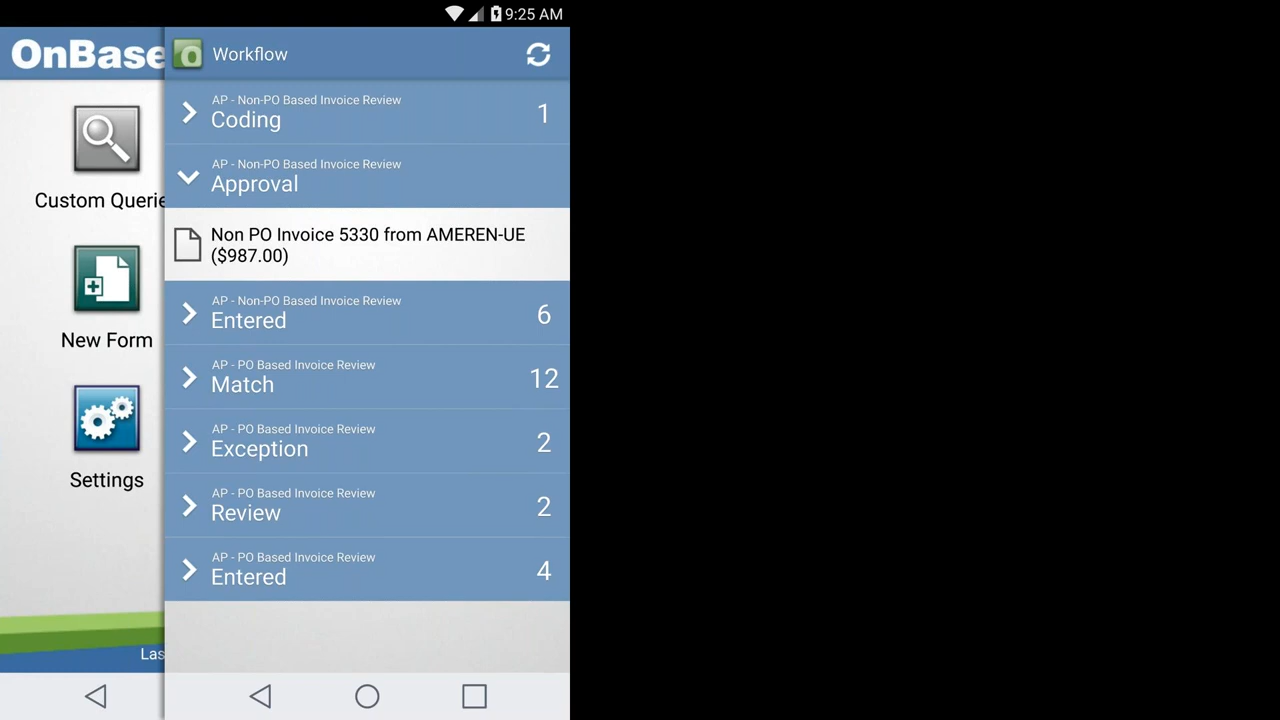 9:25 AM
OnBase
Workflow
AP - Non-PO Based Invoice Review
Coding
1
AP - Non-PO Based Invoice Review
Approval
Non PO Invoice 5330 from AMEREN-UE
($987.00)
AP - Non-PO Based Invoice Review
Entered
6
AP - PO Based Invoice Review
Match
12
AP - PO Based Invoice Review
Exception
2
AP - PO Based Invoice Review
Review
2
AP - PO Based Invoice Review
Entered
4
Custom Querie
New Form
Settings
Las